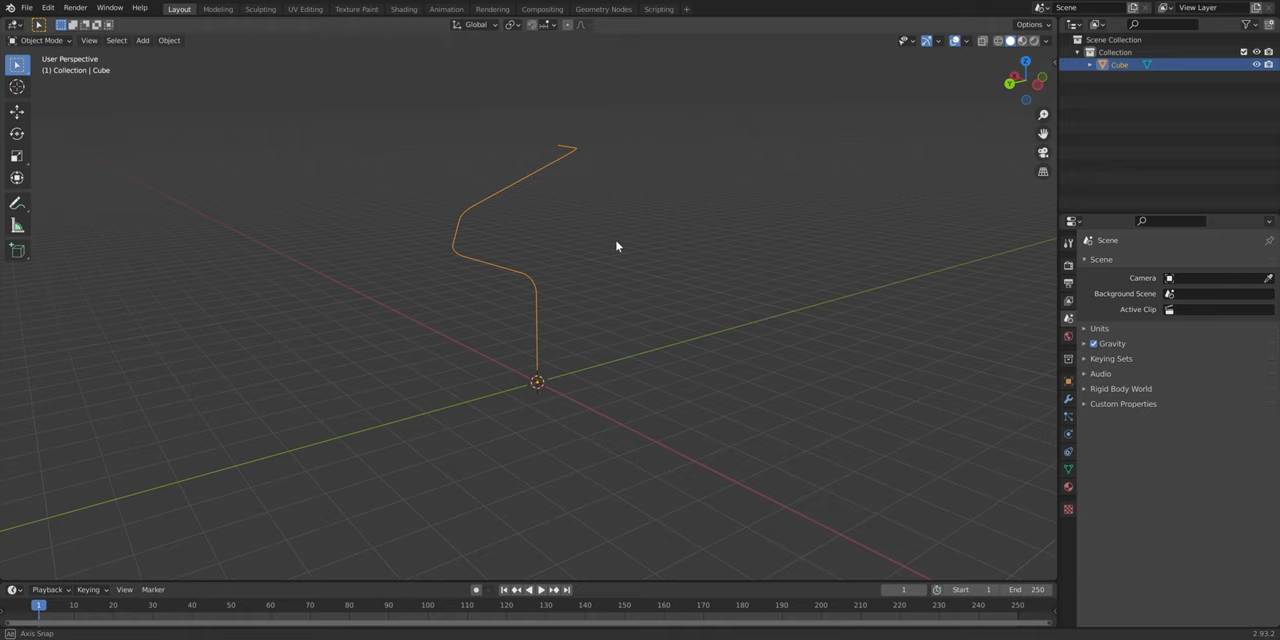 File Edit Render Window Help Layout Modeling Sculpting UV Editing Texture Paint Shading Animation Rendering Compositing Geometry Nodes Scripting + Scene View Layer
Global Options
Object Mode View Select Add Object
User Perspective
(1) Collection | Cube
Z
X
Y
Scene Collection
Collection
Cube
Scene
Scene
Camera
Background Scene
Active Clip
Units
Gravity
Keying Sets
Audio
Rigid Body World
Custom Properties
Playback Keying View Marker 1 Start 1 End 250
1 10 20 30 40 50 60 70 80 90 100 110 120 130 140 150 160 170 180 190 200 210 220 230 240 250
Axis Snap 2.93.2